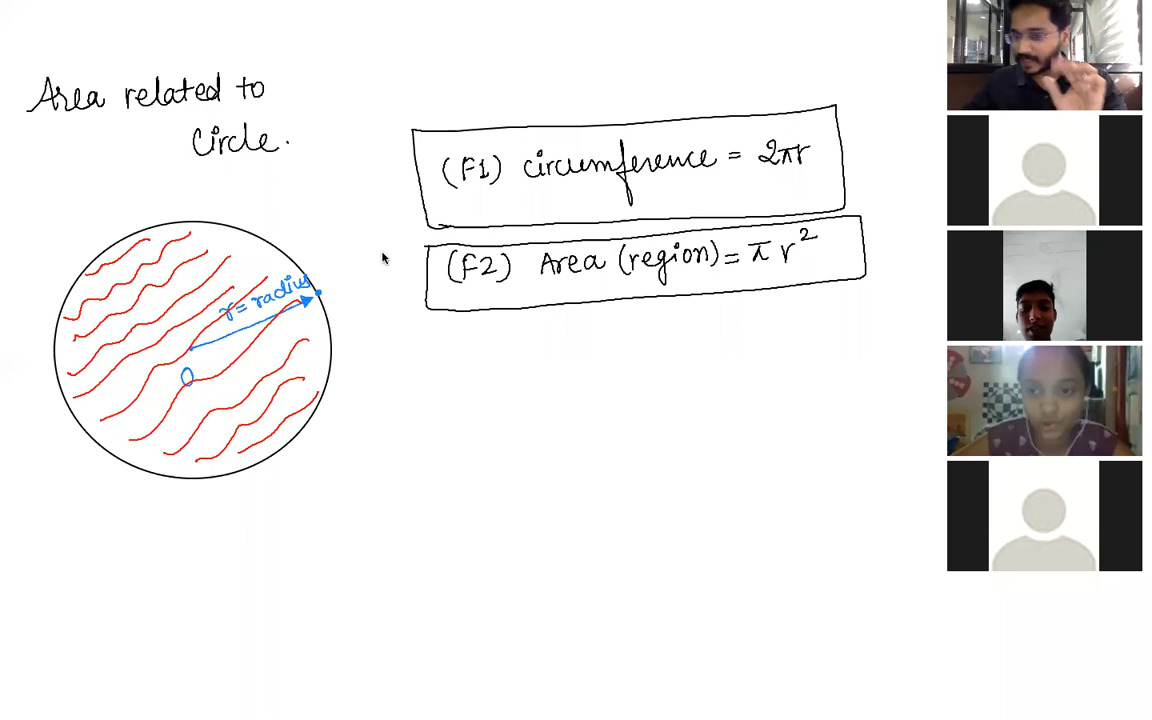 Area related to
Circle.
(F1) circumference = 2πr
(F2) Area (region) = πr²
r = radius
O